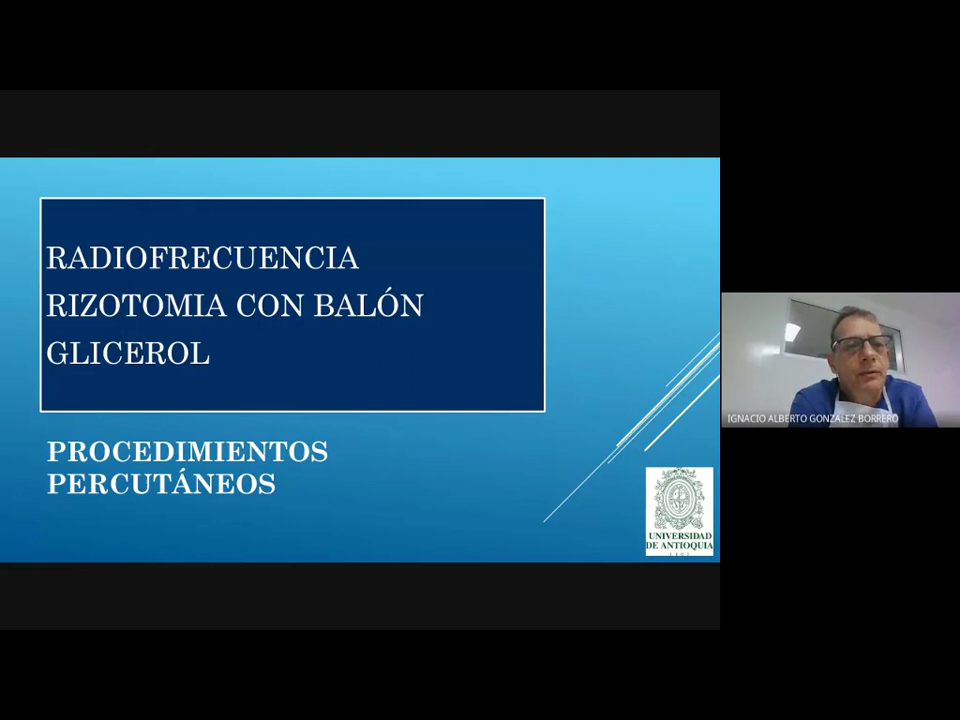 RADIOFRECUENCIA
RIZOTOMIA CON BALÓN
GLICEROL
PROCEDIMIENTOS
PERCUTÁNEOS
UNIVERSIDAD
DE ANTIOQUIA
IGNACIO ALBERTO GONZALEZ BORRERO